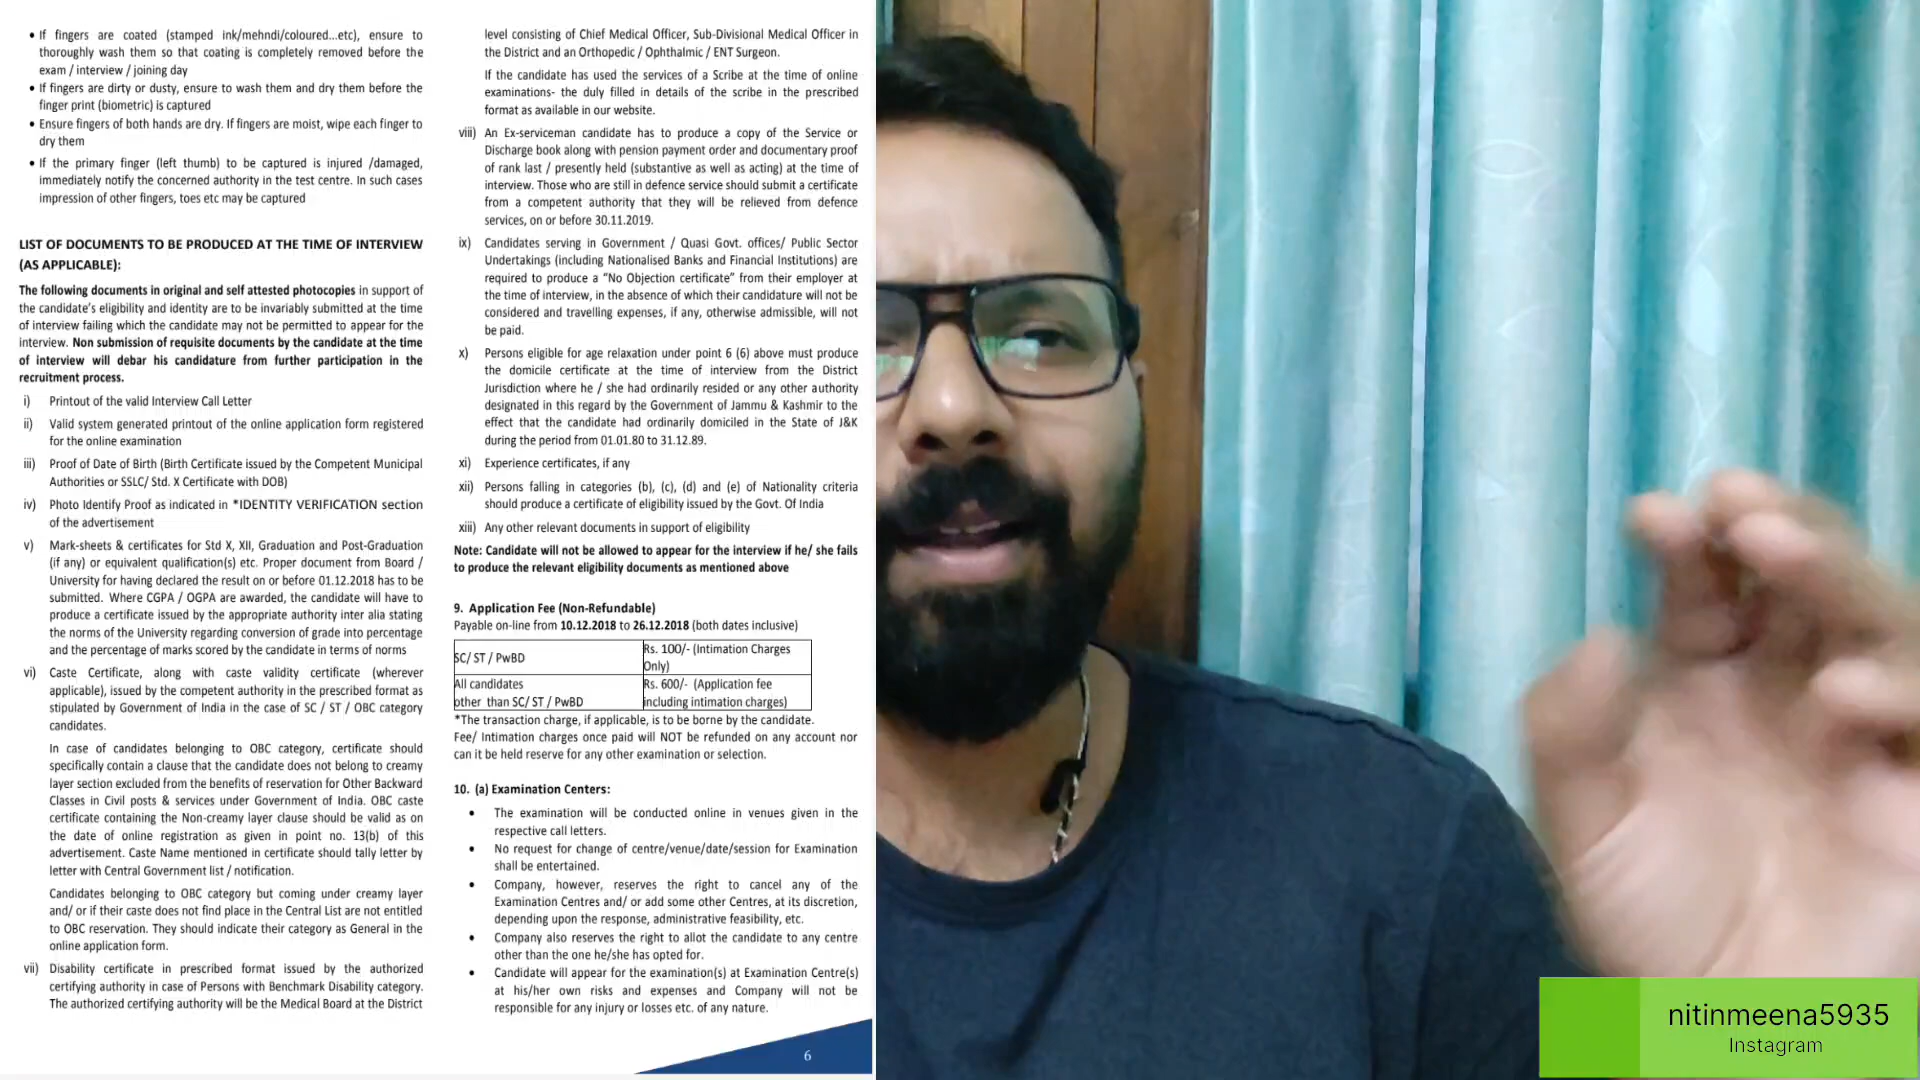 • If fingers are coated (stamped ink/mehndi/coloured...etc), ensure to
thoroughly wash them so that coating is completely removed before the
exam / interview / joining day
• If fingers are dirty or dusty, ensure to wash them and dry them before the
finger print (biometric) is captured
• Ensure fingers of both hands are dry. If fingers are moist, wipe each finger to
dry them
• If the primary finger (left thumb) to be captured is injured /damaged,
immediately notify the concerned authority in the test centre. In such cases
impression of other fingers, toes etc may be captured
LIST OF DOCUMENTS TO BE PRODUCED AT THE TIME OF INTERVIEW
(AS APPLICABLE):
The following documents in original and self attested photocopies in support of
the candidate's eligibility and identity are to be invariably submitted at the time
of interview failing which the candidate may not be permitted to appear for the
interview. Non submission of requisite documents by the candidate at the time
of interview will debar his candidature from further participation in the
recruitment process.
i) Printout of the valid Interview Call Letter
ii) Valid system generated printout of the online application form registered
for the online examination
iii) Proof of Date of Birth (Birth Certificate issued by the Competent Municipal
Authorities or SSLC/ Std. X Certificate with DOB)
iv) Photo Identify Proof as indicated in *IDENTITY VERIFICATION section
of the advertisement
v) Mark-sheets & certificates for Std X, XII, Graduation and Post-Graduation
(if any) or equivalent qualification(s) etc. Proper document from Board /
University for having declared the result on or before 01.12.2018 has to be
submitted. Where CGPA / OGPA are awarded, the candidate will have to
produce a certificate issued by the appropriate authority inter alia stating
the norms of the University regarding conversion of grade into percentage
and the percentage of marks scored by the candidate in terms of norms
vi) Caste Certificate, along with caste validity certificate (wherever
applicable), issued by the competent authority in the prescribed format as
stipulated by Government of India in the case of SC / ST / OBC category
candidates.
In case of candidates belonging to OBC category, certificate should
specifically contain a clause that the candidate does not belong to creamy
layer section excluded from the benefits of reservation for Other Backward
Classes in Civil posts & services under Government of India. OBC caste
certificate containing the Non-creamy layer clause should be valid as on
the date of online registration as given in point no. 13(b) of this
advertisement. Caste Name mentioned in certificate should tally letter by
letter with Central Government list / notification.
Candidates belonging to OBC category but coming under creamy layer
and/ or if their caste does not find place in the Central List are not entitled
to OBC reservation. They should indicate their category as General in the
online application form.
vii) Disability certificate in prescribed format issued by the authorized
certifying authority in case of Persons with Benchmark Disability category.
The authorized certifying authority will be the Medical Board at the District
level consisting of Chief Medical Officer, Sub-Divisional Medical Officer in
the District and an Orthopedic / Ophthalmic / ENT Surgeon.
If the candidate has used the services of a Scribe at the time of online
examinations- the duly filled in details of the scribe in the prescribed
format as available in our website.
viii) An Ex-serviceman candidate has to produce a copy of the Service or
Discharge book along with pension payment order and documentary proof
of rank last / presently held (substantive as well as acting) at the time of
interview. Those who are still in defence service should submit a certificate
from a competent authority that they will be relieved from defence
services, on or before 30.11.2019.
ix) Candidates serving in Government / Quasi Govt. offices/ Public Sector
Undertakings (including Nationalised Banks and Financial Institutions) are
required to produce a "No Objection certificate" from their employer at
the time of interview, in the absence of which their candidature will not be
considered and travelling expenses, if any, otherwise admissible, will not
be paid.
x) Persons eligible for age relaxation under point 6 (6) above must produce
the domicile certificate at the time of interview from the District
Jurisdiction where he / she had ordinarily resided or any other authority
designated in this regard by the Government of Jammu & Kashmir to the
effect that the candidate had ordinarily domiciled in the State of J&K
during the period from 01.01.80 to 31.12.89.
xi) Experience certificates, if any
xii) Persons falling in categories (b), (c), (d) and (e) of Nationality criteria
should produce a certificate of eligibility issued by the Govt. Of India
xiii) Any other relevant documents in support of eligibility
Note: Candidate will not be allowed to appear for the interview if he/ she fails
to produce the relevant eligibility documents as mentioned above
9. Application Fee (Non-Refundable)
Payable on-line from 10.12.2018 to 26.12.2018 (both dates inclusive)
SC/ ST / PwBD
Rs. 100/- (Intimation Charges
Only)
All candidates
other than SC/ ST / PwBD
Rs. 600/- (Application fee
including intimation charges)
*The transaction charge, if applicable, is to be borne by the candidate.
Fee/ Intimation charges once paid will NOT be refunded on any account nor
can it be held reserve for any other examination or selection.
10. (a) Examination Centers:
• The examination will be conducted online in venues given in the
respective call letters.
• No request for change of centre/venue/date/session for Examination
shall be entertained.
• Company, however, reserves the right to cancel any of the
Examination Centres and/ or add some other Centres, at its discretion,
depending upon the response, administrative feasibility, etc.
• Company also reserves the right to allot the candidate to any centre
other than the one he/she has opted for.
• Candidate will appear for the examination(s) at Examination Centre(s)
at his/her own risks and expenses and Company will not be
responsible for any injury or losses etc. of any nature.
6
nitinmeena5935
Instagram